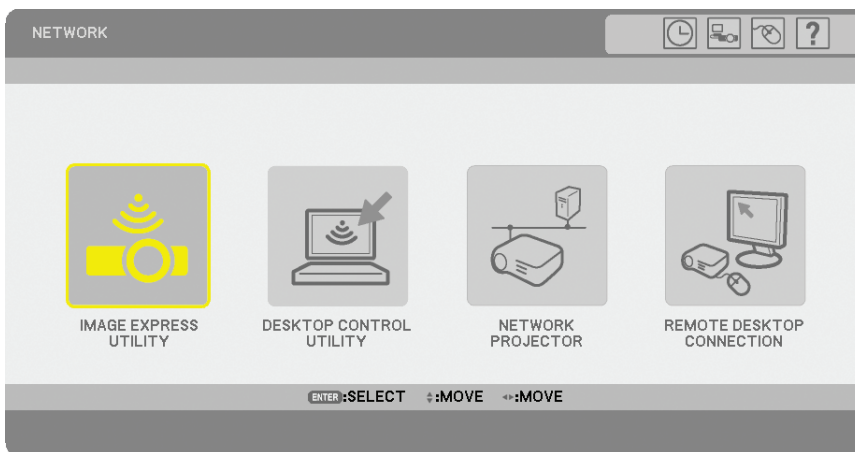 NETWORK
?
IMAGE EXPRESS
UTILITY
DESKTOP CONTROL
UTILITY
NETWORK
PROJECTOR
REMOTE DESKTOP
CONNECTION
ENTER:SELECT :MOVE :MOVE